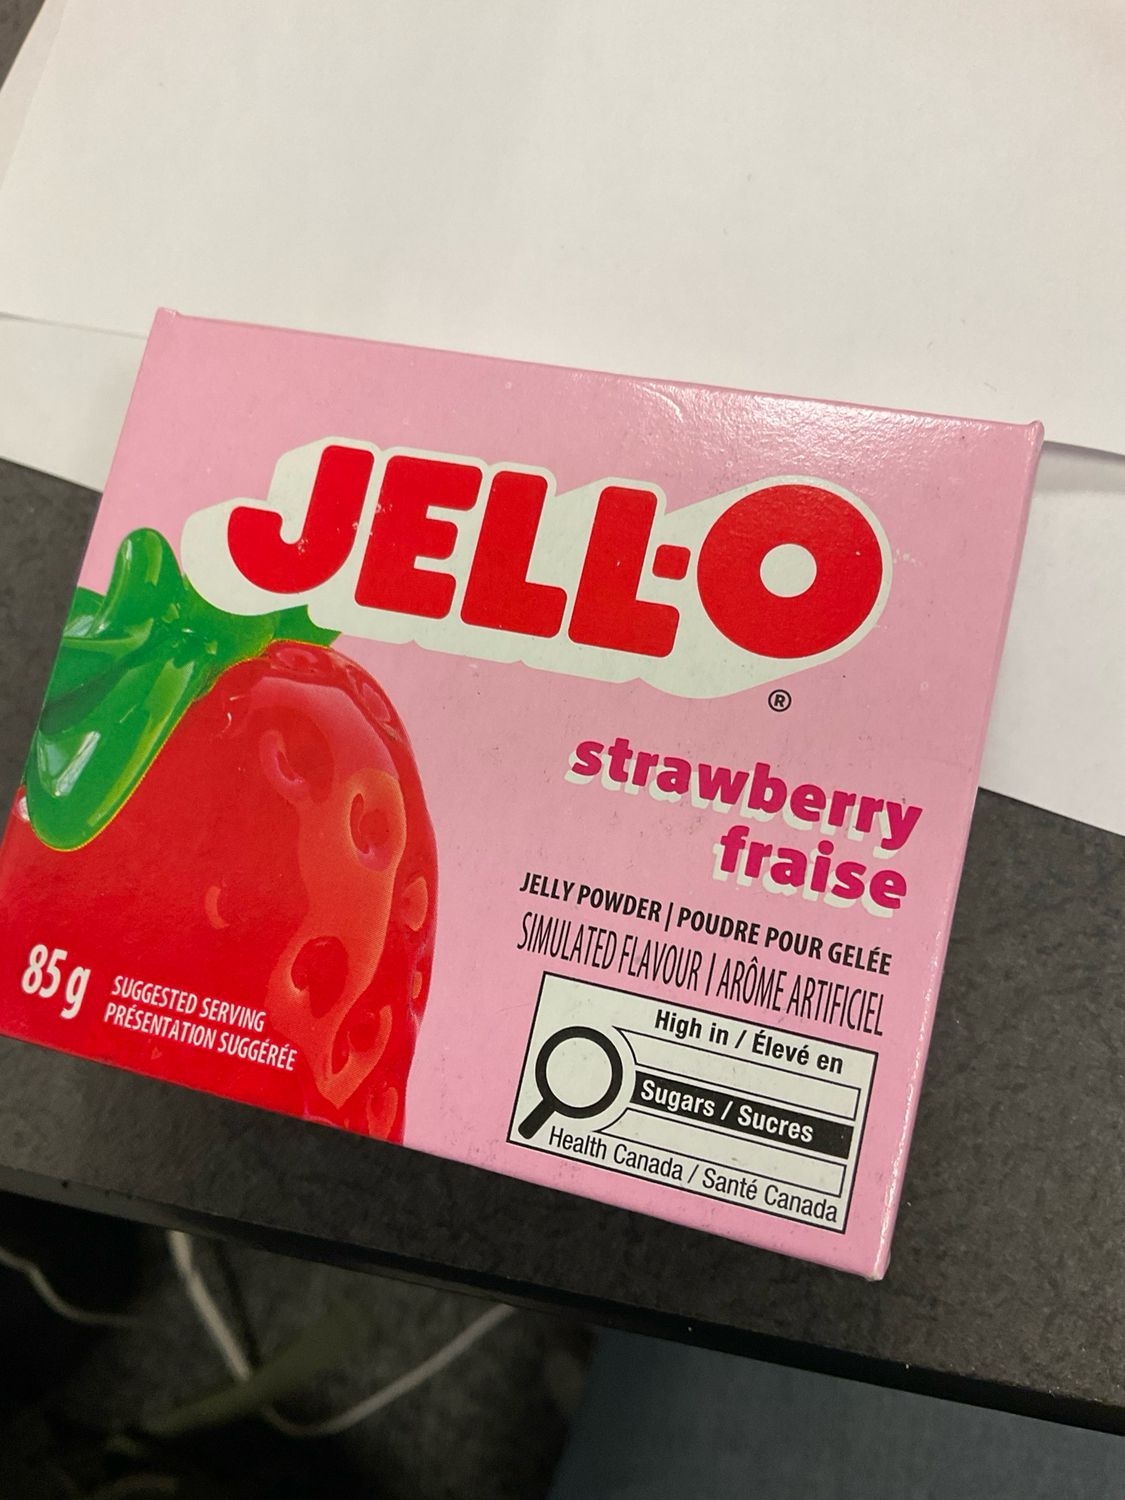 JELL-O
®
strawberry
fraise
JELLY POWDER | POUDRE POUR GELÉE
SIMULATED FLAVOUR | ARÔME ARTIFICIEL
85 g
SUGGESTED SERVING
PRÉSENTATION SUGGÉRÉE
High in / Élevé en
Sugars / Sucres
Health Canada / Santé Canada